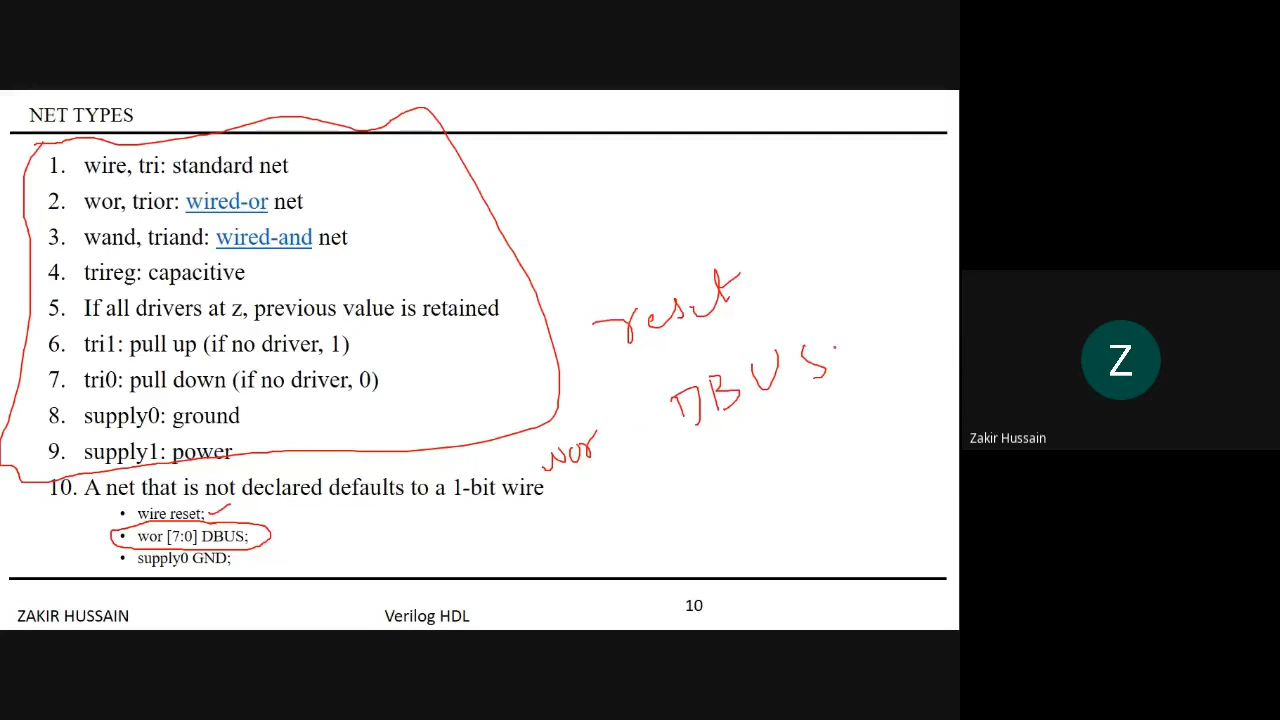 NET TYPES
1. wire, tri: standard net
2. wor, trior: wired-or net
3. wand, triand: wired-and net
4. trireg: capacitive
5. If all drivers at z, previous value is retained
6. tri1: pull up (if no driver, 1)
7. tri0: pull down (if no driver, 0)
8. supply0: ground
9. supply1: power
10. A net that is not declared defaults to a 1-bit wire
• wire reset;
• wor [7:0] DBUS;
• supply0 GND;
reset
DBUS
wor
ZAKIR HUSSAIN
Verilog HDL
10
Z
Zakir Hussain